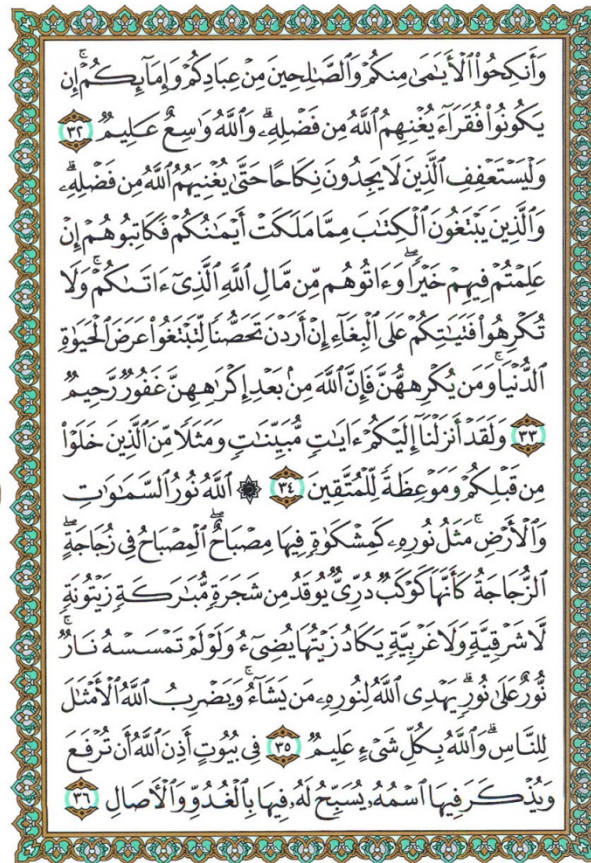 وَأَنكِحُوا۟ ٱلْأَيَـٰمَىٰ مِنكُمْ وَٱلصَّـٰلِحِينَ مِنْ عِبَادِكُمْ وَإِمَآئِكُمْ ۚ إِن
يَكُونُوا۟ فُقَرَآءَ يُغْنِهِمُ ٱللَّهُ مِن فَضْلِهِۦ ۗ وَٱللَّهُ وَٰسِعٌ عَلِيمٌ ٣٢
وَلْيَسْتَعْفِفِ ٱلَّذِينَ لَا يَجِدُونَ نِكَاحًا حَتَّىٰ يُغْنِيَهُمُ ٱللَّهُ مِن فَضْلِهِۦ ۗ
وَٱلَّذِينَ يَبْتَغُونَ ٱلْكِتَـٰبَ مِمَّا مَلَكَتْ أَيْمَـٰنُكُمْ فَكَاتِبُوهُمْ إِنْ
عَلِمْتُمْ فِيهِمْ خَيْرًا ۖ وَءَاتُوهُم مِّن مَّالِ ٱللَّهِ ٱلَّذِىٓ ءَاتَىٰكُمْ ۚ وَلَا
تُكْرِهُوا۟ فَتَيَـٰتِكُمْ عَلَى ٱلْبِغَآءِ إِنْ أَرَدْنَ تَحَصُّنًا لِّتَبْتَغُوا۟ عَرَضَ ٱلْحَيَوٰةِ
ٱلدُّنْيَا ۚ وَمَن يُكْرِههُّنَّ فَإِنَّ ٱللَّهَ مِنۢ بَعْدِ إِكْرَٰهِهِنَّ غَفُورٌ رَّحِيمٌ
٣٣ وَلَقَدْ أَنزَلْنَآ إِلَيْكُمْ ءَايَـٰتٍ مُّبَيِّنَـٰتٍ وَمَثَلًا مِّنَ ٱلَّذِينَ خَلَوْا۟
مِن قَبْلِكُمْ وَمَوْعِظَةً لِّلْمُتَّقِينَ ٣٤ ۞ ٱللَّهُ نُورُ ٱلسَّمَـٰوَٰتِ
وَٱلْأَرْضِ ۚ مَثَلُ نُورِهِۦ كَمِشْكَوٰةٍ فِيهَا مِصْبَاحٌ ۖ ٱلْمِصْبَاحُ فِى زُجَاجَةٍ ۖ
ٱلزُّجَاجَةُ كَأَنَّهَا كَوْكَبٌ دُرِّىٌّ يُوقَدُ مِن شَجَرَةٍ مُّبَـٰرَكَةٍ زَيْتُونَةٍ
لَّا شَرْقِيَّةٍ وَلَا غَرْبِيَّةٍ يَكَادُ زَيْتُهَا يُضِىٓءُ وَلَوْ لَمْ تَمْسَسْهُ نَارٌ ۚ
نُّورٌ عَلَىٰ نُورٍ ۗ يَهْدِى ٱللَّهُ لِنُورِهِۦ مَن يَشَآءُ ۚ وَيَضْرِبُ ٱللَّهُ ٱلْأَمْثَـٰلَ
لِلنَّاسِ ۗ وَٱللَّهُ بِكُلِّ شَىْءٍ عَلِيمٌ ٣٥ فِى بُيُوتٍ أَذِنَ ٱللَّهُ أَن تُرْفَعَ
وَيُذْكَرَ فِيهَا ٱسْمُهُۥ يُسَبِّحُ لَهُۥ فِيهَا بِٱلْغُدُوِّ وَٱلْـَٔاصَالِ ٣٦